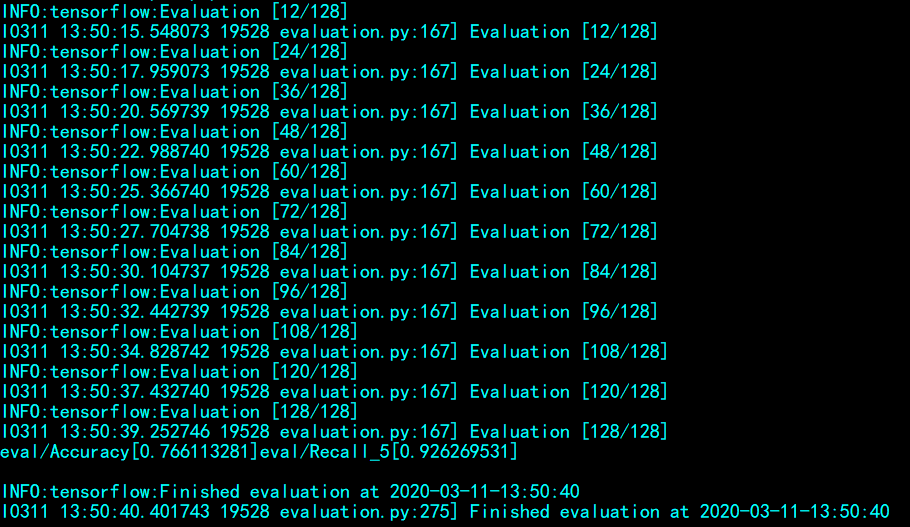 INFO:tensorflow:Evaluation [12/128]
I0311 13:50:15.548073 19528 evaluation.py:167] Evaluation [12/128]
INFO:tensorflow:Evaluation [24/128]
I0311 13:50:17.959073 19528 evaluation.py:167] Evaluation [24/128]
INFO:tensorflow:Evaluation [36/128]
I0311 13:50:20.569739 19528 evaluation.py:167] Evaluation [36/128]
INFO:tensorflow:Evaluation [48/128]
I0311 13:50:22.988740 19528 evaluation.py:167] Evaluation [48/128]
INFO:tensorflow:Evaluation [60/128]
I0311 13:50:25.366740 19528 evaluation.py:167] Evaluation [60/128]
INFO:tensorflow:Evaluation [72/128]
I0311 13:50:27.704738 19528 evaluation.py:167] Evaluation [72/128]
INFO:tensorflow:Evaluation [84/128]
I0311 13:50:30.104737 19528 evaluation.py:167] Evaluation [84/128]
INFO:tensorflow:Evaluation [96/128]
I0311 13:50:32.442739 19528 evaluation.py:167] Evaluation [96/128]
INFO:tensorflow:Evaluation [108/128]
I0311 13:50:34.828742 19528 evaluation.py:167] Evaluation [108/128]
INFO:tensorflow:Evaluation [120/128]
I0311 13:50:37.432740 19528 evaluation.py:167] Evaluation [120/128]
INFO:tensorflow:Evaluation [128/128]
I0311 13:50:39.252746 19528 evaluation.py:167] Evaluation [128/128]
eval/Accuracy[0.766113281]eval/Recall_5[0.926269531]
INFO:tensorflow:Finished evaluation at 2020-03-11-13:50:40
I0311 13:50:40.401743 19528 evaluation.py:275] Finished evaluation at 2020-03-11-13:50:40